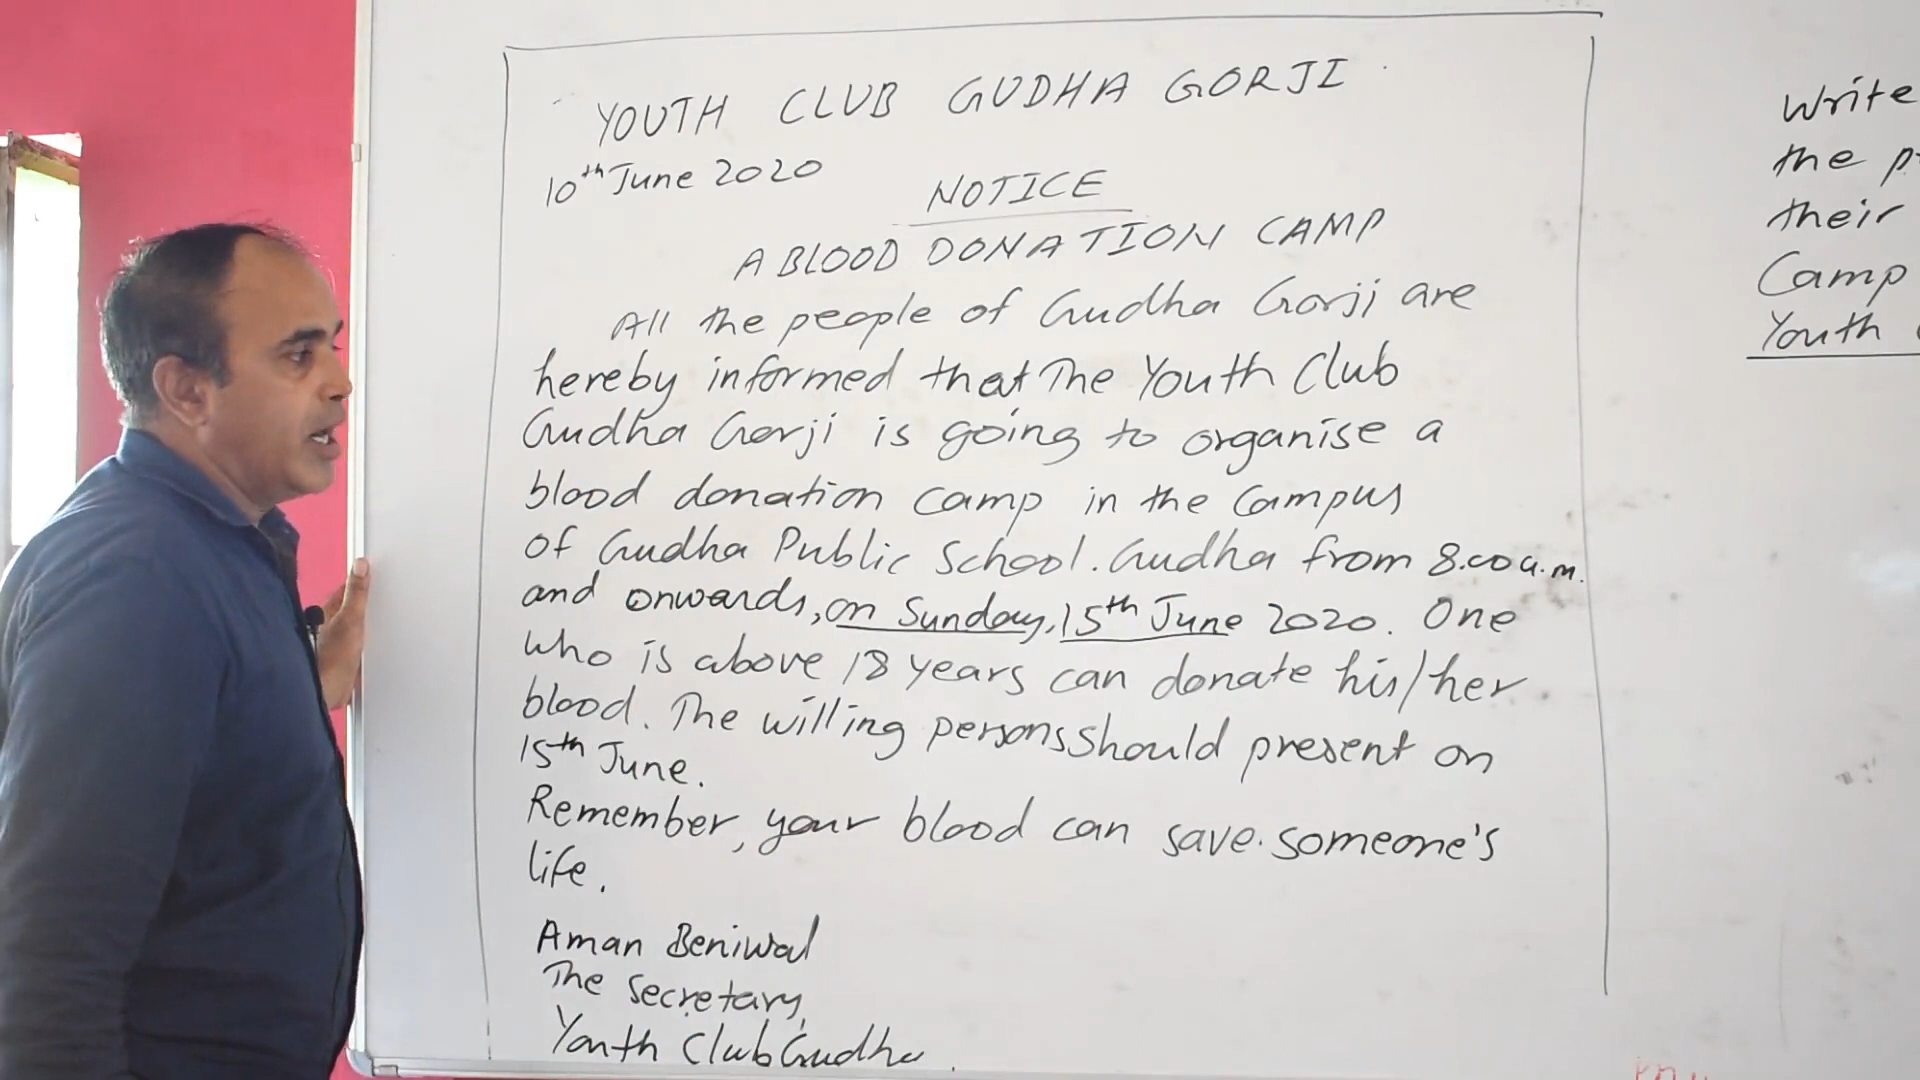 YOUTH CLUB GUDHA GORJI
10th June 2020
NOTICE
A BLOOD DONATION CAMP
All the people of Gudha Gorji are
hereby informed that The Youth Club
Gudha Gorji is going to organise a
blood donation camp in the campus
of Gudha Public School. Gudha from 8.00 a.m.
and onwards, on Sunday, 15th June 2020. One
who is above 18 years can donate his/her
blood. The willing persons should present on
15th June.
Remember, your blood can save someone's
life.
Aman Beniwal
The Secretary,
Youth Club Gudha.
Write
the
their
Camp
Youth